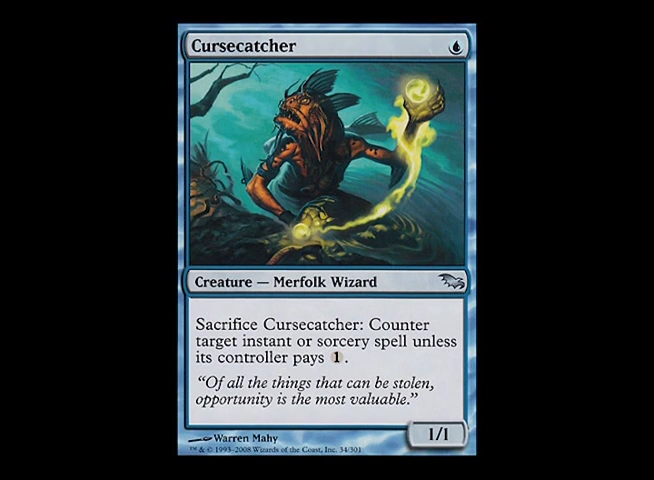 Cursecatcher
Creature — Merfolk Wizard
Sacrifice Cursecatcher: Counter
target instant or sorcery spell unless
its controller pays 1.
“Of all the things that can be stolen,
opportunity is the most valuable.”
1/1
Warren Mahy
™ & © 1993–2008 Wizards of the Coast, Inc. 34/301